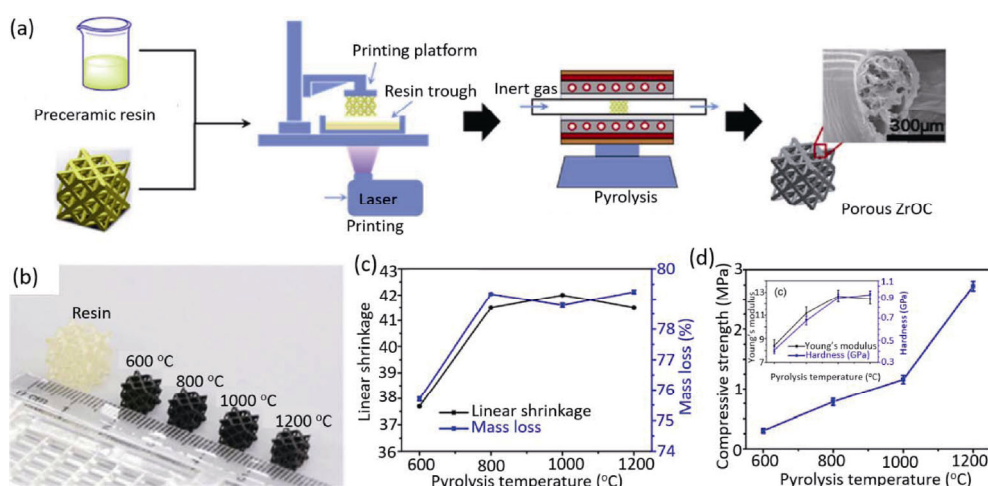 (a)
Preceramic resin
Printing platform
Resin trough
Laser
Printing
Inert gas
Pyrolysis
300μm
Porous ZrOC
(b)
Resin
600 °C
800 °C
1000 °C
1200 °C
(c)
Linear shrinkage
43
42
41
40
39
38
37
36
80
79
78
77
76
75
74
Mass loss (%)
Linear shrinkage
Mass loss
600 800 1000 1200
Pyrolysis temperature (°C)
(d)
Compressive strength (MPa)
3
2
1
0
(c)
Young's modulus
13
11
9
7
1.1
0.9
0.7
0.5
0.3
Hardness (GPa)
Young's modulus
Hardness (GPa)
Pyrolysis temperature (°C)
600 800 1000 1200
Pyrolysis temperature (°C)